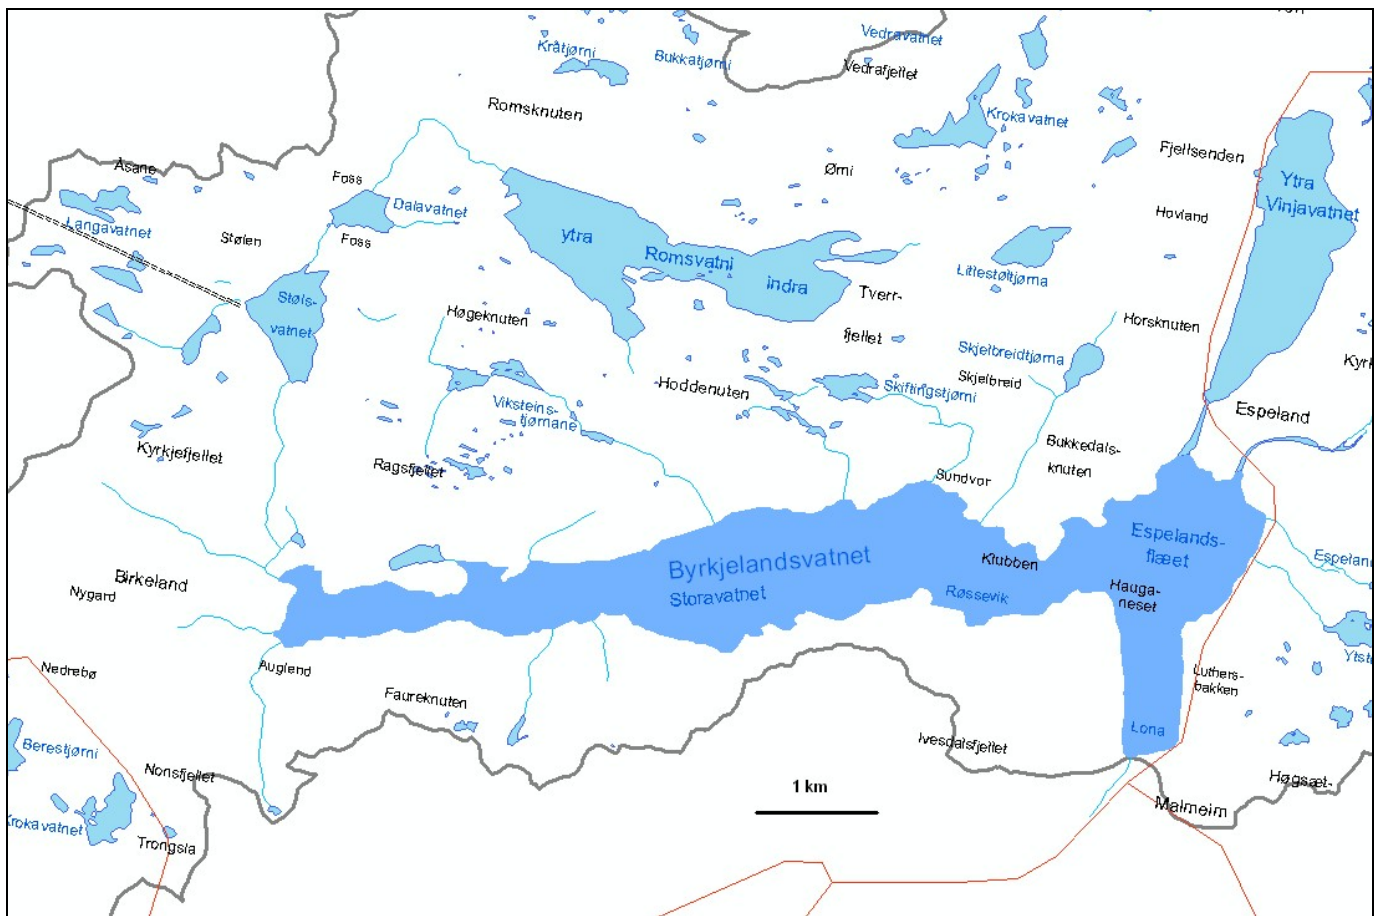 Vedravatnet
Kråtjørni
Bukkatjørni
Vedrafjellet
Romsknuten
Krokavatnet
Fjellsenden
Åsane
Foss
Ørni
Ytra
Vinjavatnet
Dalavatnet
Hovland
Langavatnet
Stølen
Foss
ytra
Romsvatni
indra
Littlestøltjørna
Støls-
vatnet
Tverr-
fjellet
Høgeknuten
Horsknuten
Skjelbreidtjørna
Skjelbreid
Hoddenuten
Skiftingstjørni
Viksteins-
tjørnane
Espeland
Kyrkjefjellet
Ragsfjellet
Bukkedals-
knuten
Sundvor
Espelands-
flæet
Byrkjelandsvatnet
Storavatnet
Klubben
Røssevik
Hauga-
neset
Birkeland
Nygard
Nedrebø
Auglend
Faureknuten
Luthers-
bakken
Lona
Ivesdalsfjellet
Berestjørni
Nonsfjellet
Høgsæt-
1 km
Malmeim
Krokavatnet
Trongsla